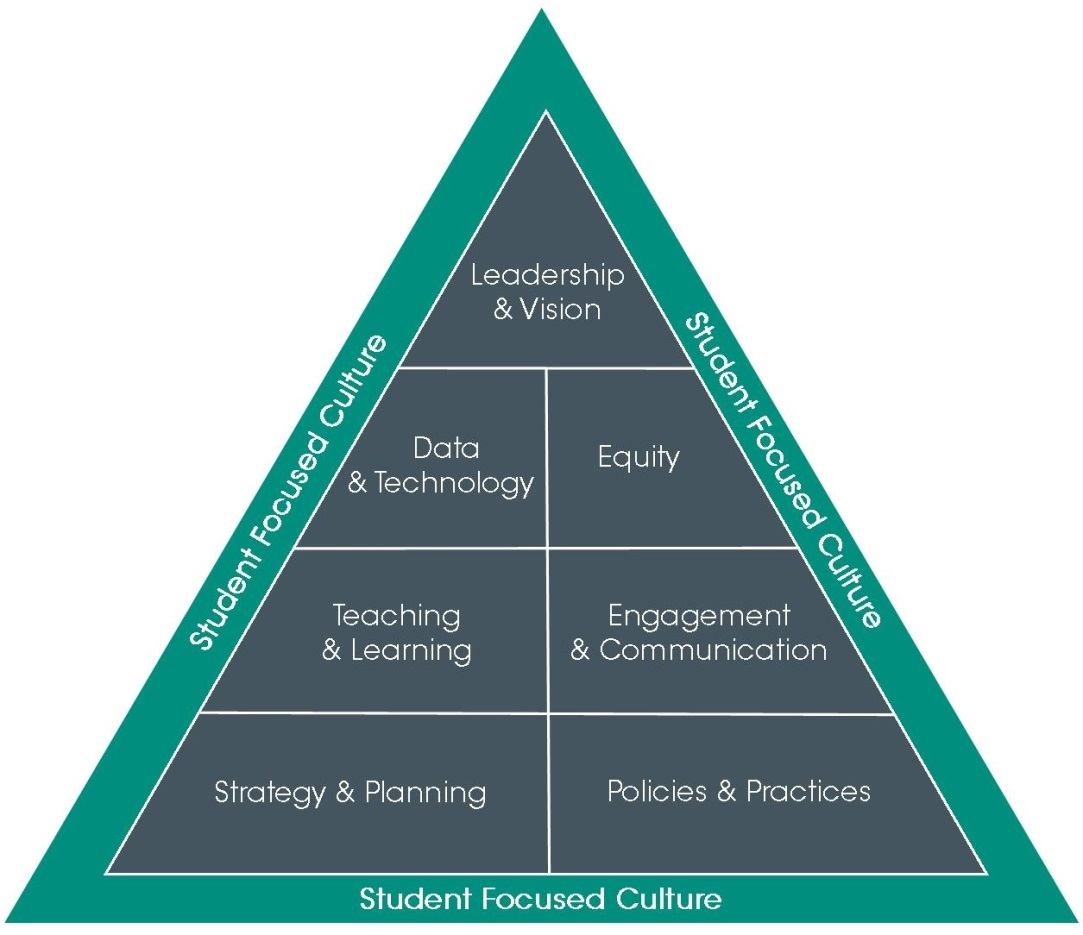 Leadership
& Vision
Student Focused Culture
Student Focused Culture
Data
& Technology
Equity
Teaching
& Learning
Engagement
& Communication
Strategy & Planning
Policies & Practices
Student Focused Culture